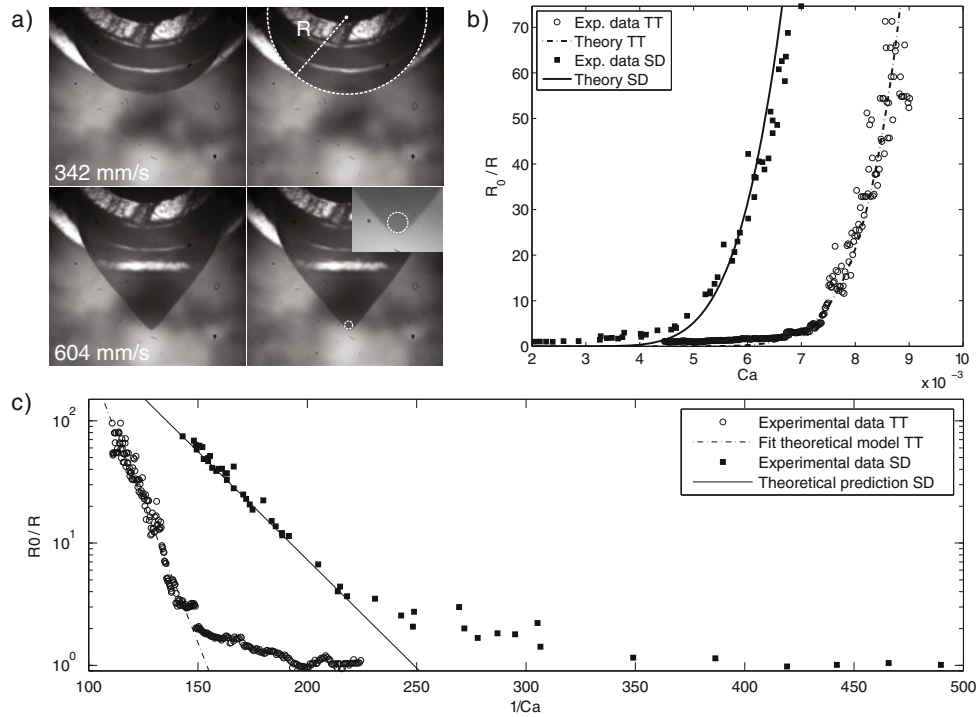 a)
R
342 mm/s
604 mm/s
b)
Exp. data TT
Theory TT
Exp. data SD
Theory SD
R₀ / R
70
60
50
40
30
20
10
0
2 3 4 5 6 7 8 9 10
Ca
x 10⁻³
c)
Experimental data TT
Fit theoretical model TT
Experimental data SD
Theoretical prediction SD
R0 / R
10²
10¹
10⁰
100 150 200 250 300 350 400 450 500
1/Ca